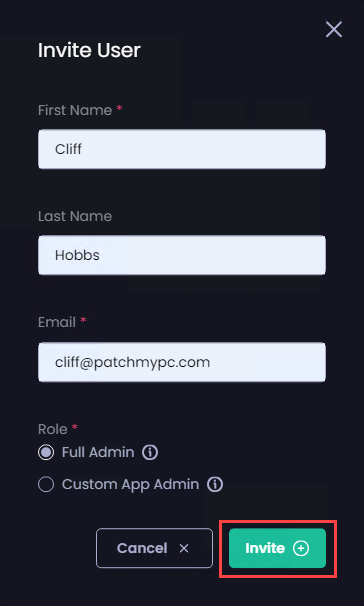 Invite User
First Name *
Cliff
Last Name
Hobbs
Email *
cliff@patchmypc.com
Role *
Full Admin
Custom App Admin
Cancel
Invite